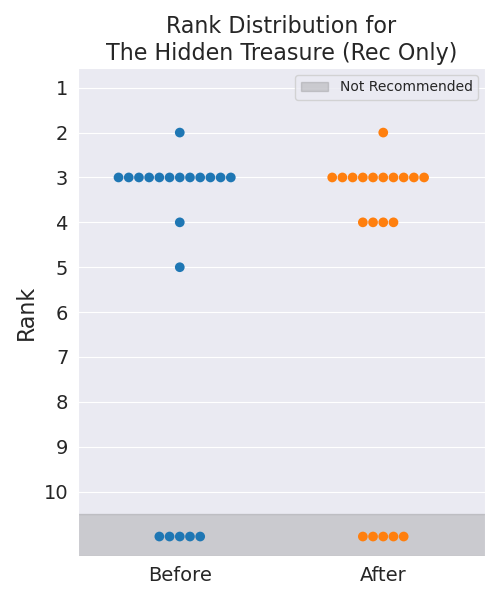 Rank Distribution for
The Hidden Treasure (Rec Only)
Not Recommended
Rank
1
2
3
4
5
6
7
8
9
10
Before After